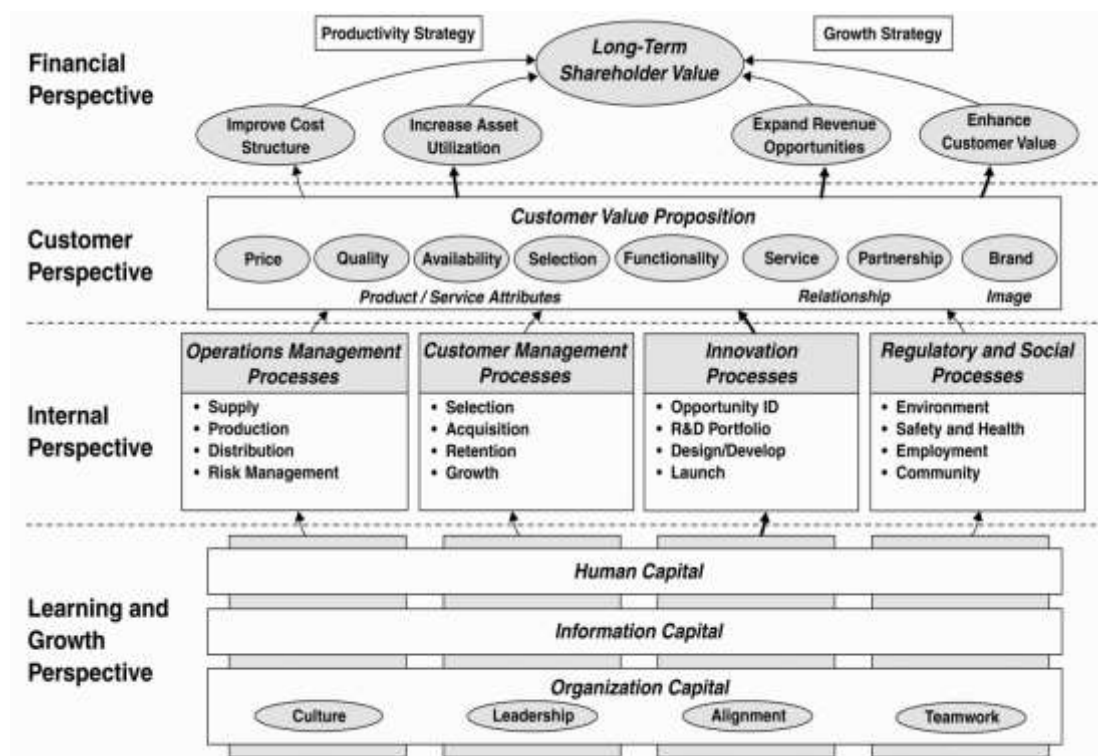 Productivity Strategy
Growth Strategy
Financial
Perspective
Long-Term
Shareholder Value
Improve Cost
Structure
Increase Asset
Utilization
Expand Revenue
Opportunities
Enhance
Customer Value
Customer
Perspective
Customer Value Proposition
Price
Quality
Availability
Selection
Functionality
Service
Partnership
Brand
Product / Service Attributes
Relationship
Image
Internal
Perspective
Operations Management
Processes
• Supply
• Production
• Distribution
• Risk Management
Customer Management
Processes
• Selection
• Acquisition
• Retention
• Growth
Innovation
Processes
• Opportunity ID
• R&D Portfolio
• Design/Develop
• Launch
Regulatory and Social
Processes
• Environment
• Safety and Health
• Employment
• Community
Learning and
Growth
Perspective
Human Capital
Information Capital
Organization Capital
Culture
Leadership
Alignment
Teamwork